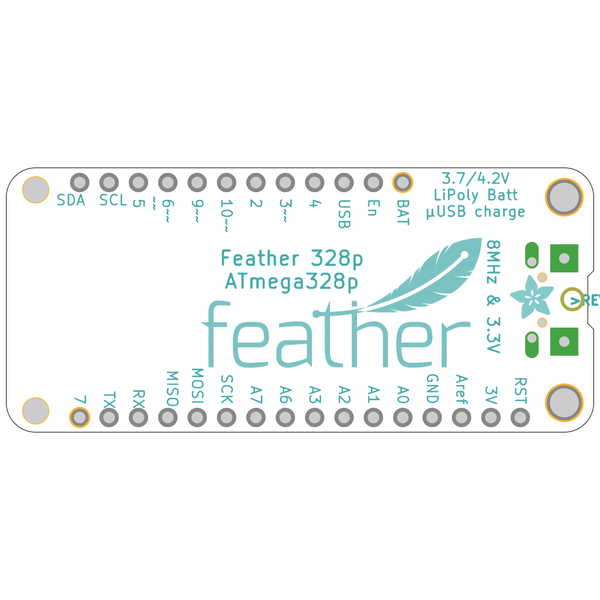 3.7/4.2V
LiPoly Batt
µUSB charge
SDA
SCL
5
~~
6~~
9~~
10~~
2
3~~
4
USB
En
BAT
Feather 328p
ATmega328p
feather
8MHz & 3.3V
>RE
7
TX
RX
MISO
MOSI
SCK
A7
A6
A3
A2
A1
A0
GND
Aref
3V
RST